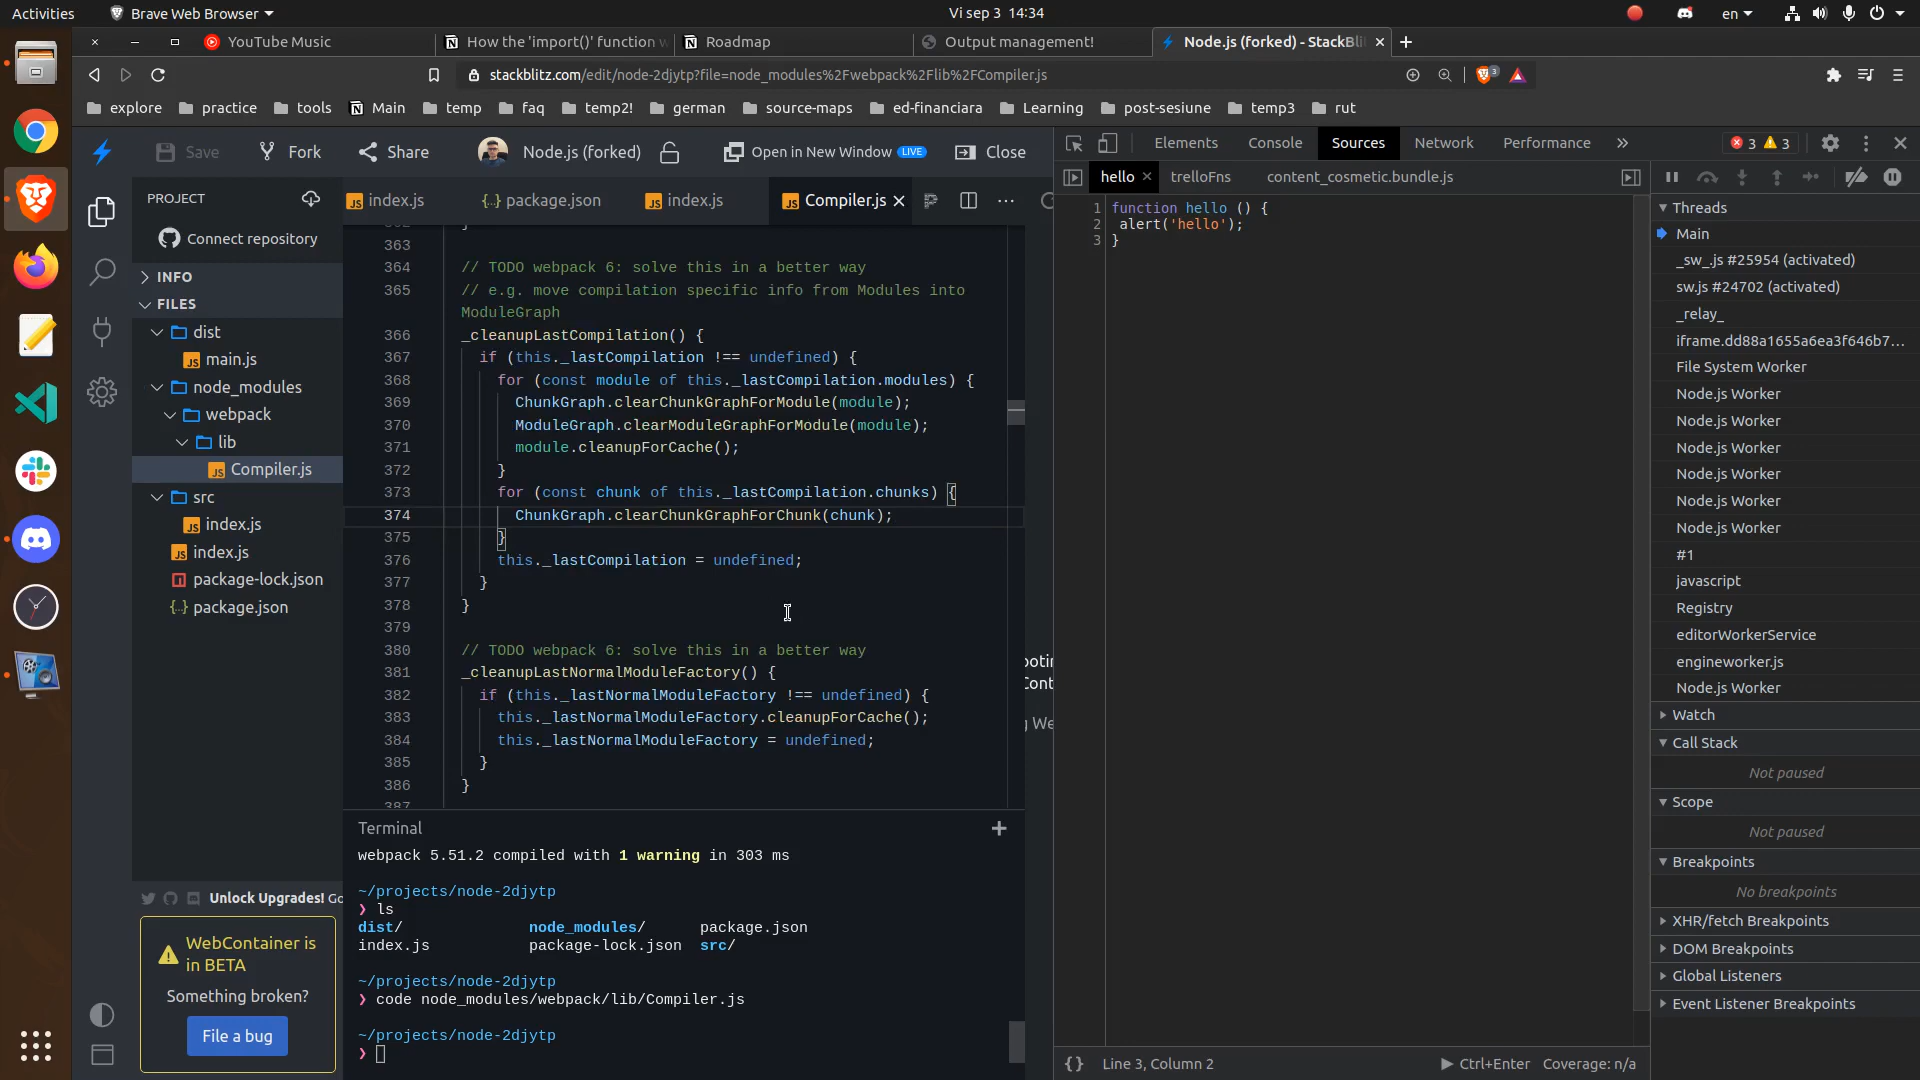 Activities
Brave Web Browser
Vi sep 3 14:34
en
YouTube Music
How the 'import()' function w
Roadmap
Output management!
Node.js (forked) - StackBli
stackblitz.com/edit/node-2djytp?file=node_modules%2Fwebpack%2Flib%2FCompiler.js
3
explore
practice
tools
Main
temp
faq
temp2!
german
source-maps
ed-financiara
Learning
post-sesiune
temp3
rut
Save
Fork
Share
Node.js (forked)
Open in New Window
LIVE
Close
PROJECT
Connect repository
INFO
FILES
dist
main.js
node_modules
webpack
lib
Compiler.js
src
index.js
index.js
package-lock.json
package.json
Unlock Upgrades! Go
WebContainer is
in BETA
Something broken?
File a bug
index.js
package.json
index.js
Compiler.js
362 }
363
364 // TODO webpack 6: solve this in a better way
365 // e.g. move compilation specific info from Modules into
ModuleGraph
366 _cleanupLastCompilation() {
367 if (this._lastCompilation !== undefined) {
368 for (const module of this._lastCompilation.modules) {
369 ChunkGraph.clearChunkGraphForModule(module);
370 ModuleGraph.clearModuleGraphForModule(module);
371 module.cleanupForCache();
372 }
373 for (const chunk of this._lastCompilation.chunks) {
374 ChunkGraph.clearChunkGraphForChunk(chunk);
375 }
376 this._lastCompilation = undefined;
377 }
378 }
379
380 // TODO webpack 6: solve this in a better way
381 _cleanupLastNormalModuleFactory() {
382 if (this._lastNormalModuleFactory !== undefined) {
383 this._lastNormalModuleFactory.cleanupForCache();
384 this._lastNormalModuleFactory = undefined;
385 }
386 }
387
Terminal
webpack 5.51.2 compiled with 1 warning in 303 ms
~/projects/node-2djytp
❯ ls
dist/ node_modules/ package.json
index.js package-lock.json src/
~/projects/node-2djytp
❯ code node_modules/webpack/lib/Compiler.js
~/projects/node-2djytp
❯
Elements
Console
Sources
Network
Performance
3
3
hello
trelloFns
content_cosmetic.bundle.js
1 function hello () {
2 alert('hello');
3 }
{} Line 3, Column 2
Ctrl+Enter
Coverage: n/a
Threads
Main
_sw_.js #25954 (activated)
sw.js #24702 (activated)
_relay_
iframe.dd88a1655a6ea3f646b7...
File System Worker
Node.js Worker
Node.js Worker
Node.js Worker
Node.js Worker
Node.js Worker
Node.js Worker
#1
javascript
Registry
editorWorkerService
engineworker.js
Node.js Worker
Watch
Call Stack
Not paused
Scope
Not paused
Breakpoints
No breakpoints
XHR/fetch Breakpoints
DOM Breakpoints
Global Listeners
Event Listener Breakpoints